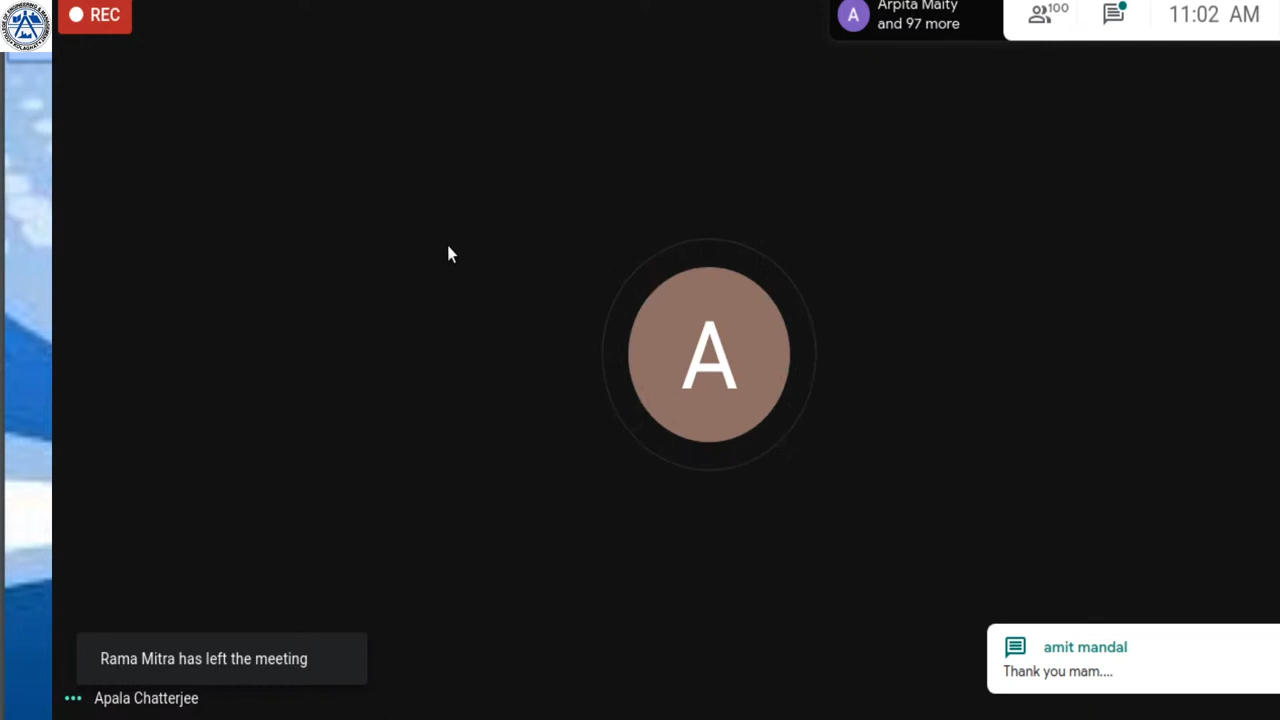 REC
A
Arpita Maity
and 97 more
100
11:02 AM
A
Rama Mitra has left the meeting
Apala Chatterjee
amit mandal
Thank you mam....